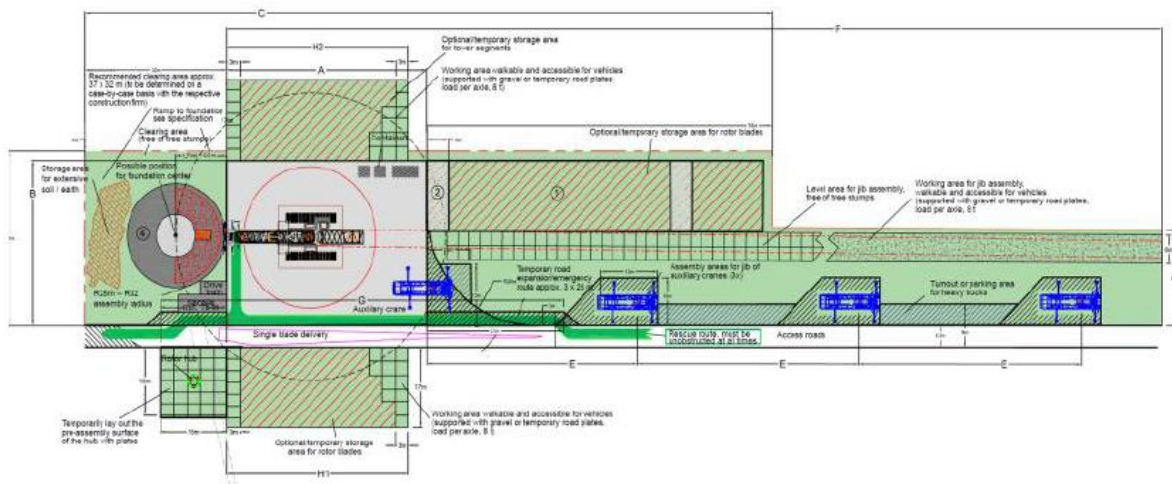 C
F
H2
3m
3m
A
Optional/temporary storage area
for tower segments
Working area walkable and accessible for vehicles
(supported with gravel or temporary road plates,
load per axle, 8 t)
Recommended clearing area approx.
37 x 32 m (to be determined on a
case-by-case basis with the respective
construction firm)
Ramp to foundation
see specification
Clearing area
(free of tree stumps)
Optional/temporary storage area for rotor blades
Storage area
for extensive
soil / earth
Possible position
for foundation center
B
2
1
Level area for jib assembly,
free of tree stumps
Working area for jib assembly,
walkable and accessible for vehicles
(supported with gravel or temporary road plates,
load per axle, 8 t
Temporary road
expansion/emergency
route approx. 3 x 25 m
Assembly areas for jib of
auxiliary cranes (3x)
Turnout or parking area
for heavy trucks
Drive
train
assembly radius
G
Auxiliary crane
Single blade delivery
Rescue route, must be
unobstructed at all times.
Access roads
E
E
E
Rotor hub
17m
Temporarily lay out the
pre-assembly surface
of the hub with plates
3m
3m
Working area walkable and accessible for vehicles
(supported with gravel or temporary road plates,
load per axle, 8 t)
Optional/temporary storage
area for rotor blades
H1